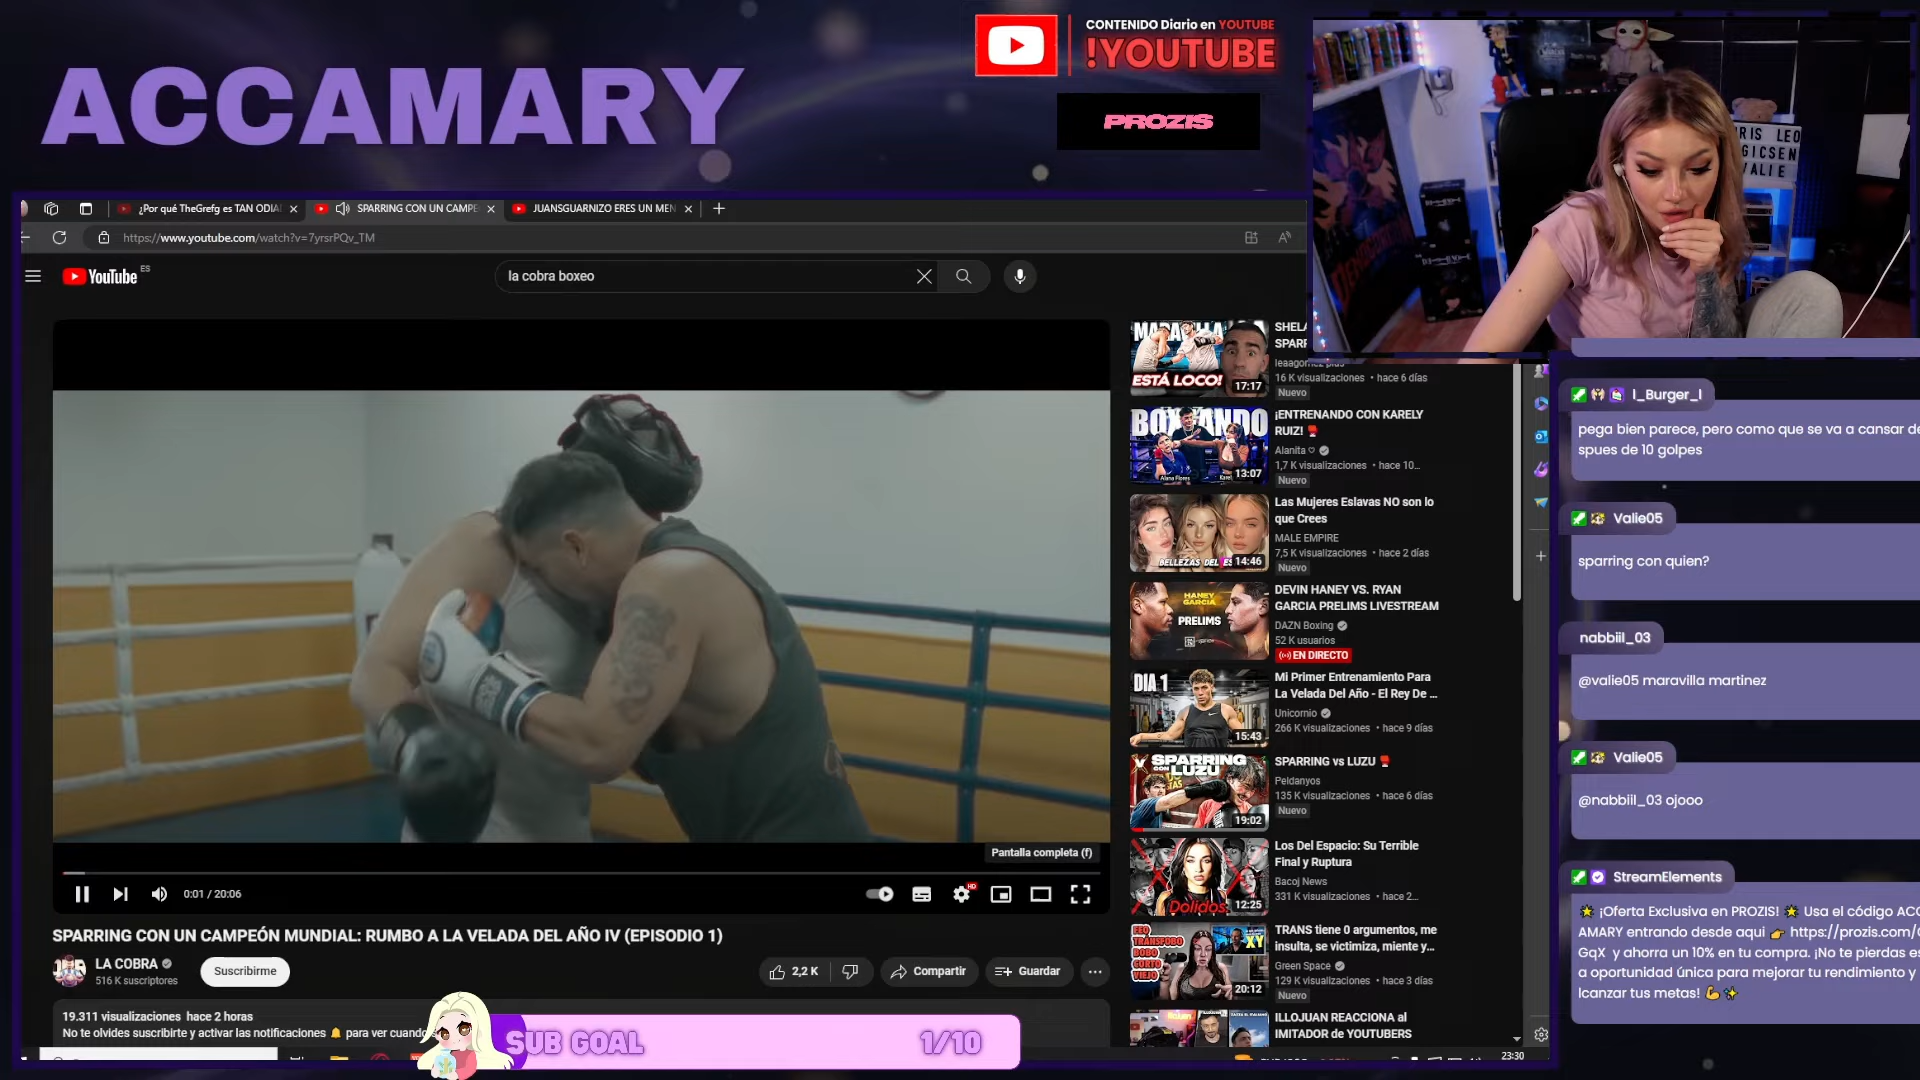 ACCAMARY
CONTENIDO Diario en YOUTUBE
!YOUTUBE
PROZIS
¿Por qué TheGrefg es TAN ODIA
SPARRING CON UN CAMPE
JUANSGUARNIZO ERES UN MEN
https://www.youtube.com/watch?v=7yrsrPQv_TM
YouTube ES
la cobra boxeo
Pantalla completa (f)
0:01 / 20:06
HD
SPARRING CON UN CAMPEÓN MUNDIAL: RUMBO A LA VELADA DEL AÑO IV (EPISODIO 1)
LA COBRA
516 K suscriptores
Suscribirme
2,2 K
Compartir
Guardar
19.311 visualizaciones hace 2 horas
No te olvides suscribirte y activar las notificaciones 🔔 para ver cuando
SUB GOAL
1/10
ESTÁ LOCO!
17:17
16 K visualizaciones • hace 6 días
Nuevo
13:07
¡ENTRENANDO CON KARELY
RUIZ! 🥊
Alanita
1,7 K visualizaciones • hace 10...
Nuevo
14:46
Las Mujeres Eslavas NO son lo
que Crees
MALE EMPIRE
7,5 K visualizaciones • hace 2 días
Nuevo
HANEY
GARCIA
PRELIMS
DEVIN HANEY VS. RYAN
GARCIA PRELIMS LIVESTREAM
DAZN Boxing
52 K usuarios
EN DIRECTO
DIA 1
15:43
Mi Primer Entrenamiento Para
La Velada Del Año - El Rey De ...
Unicornio
266 K visualizaciones • hace 9 días
SPARRING
CON
LUZU
19:02
SPARRING vs LUZU 🥊
Peldanyos
135 K visualizaciones • hace 6 días
Nuevo
Dolidos
12:25
Los Del Espacio: Su Terrible
Final y Ruptura
Bacoj News
331 K visualizaciones • hace 2...
FEO
TRANSFOBO
BOBO
CORTO
VIEJO
XY
20:12
TRANS tiene 0 argumentos, me
insulta, se victimiza, miente y...
Green Space
129 K visualizaciones • hace 3 días
Nuevo
ILLOJUAN REACCIONA al
IMITADOR de YOUTUBERS
23:30
l_Burger_l
pega bien parece, pero como que se va a cansar de
spues de 10 golpes
Valie05
sparring con quien?
nabbiil_03
@valie05 maravilla martinez
Valie05
@nabbiil_03 ojooo
StreamElements
🌟 ¡Oferta Exclusiva en PROZIS! 🌟 Usa el código ACC
AMARY entrando desde aqui 👉 https://prozis.com/
GqX y ahorra un 10% en tu compra. ¡No te pierdas es
a oportunidad única para mejorar tu rendimiento y
lcanzar tus metas! 💪✨